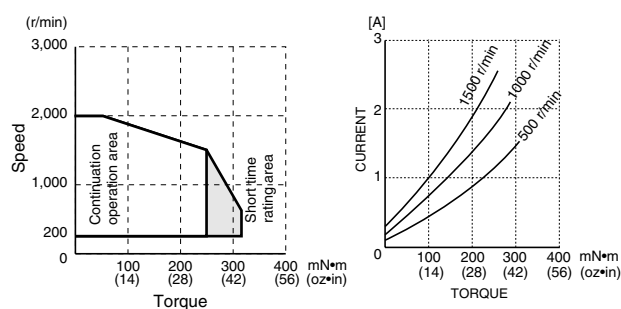 (r/min)
3,000
2,000
1,000
200
0
Speed
Continuation
operation area
Short time
rating area
100 200 300 400 mN•m
(14) (28) (42) (56) (oz•in)
Torque
[A]
3
2
1
0
CURRENT
1500 r/min
1000 r/min
500 r/min
100 200 300 400 mN•m
(14) (28) (42) (56) (oz•in)
TORQUE